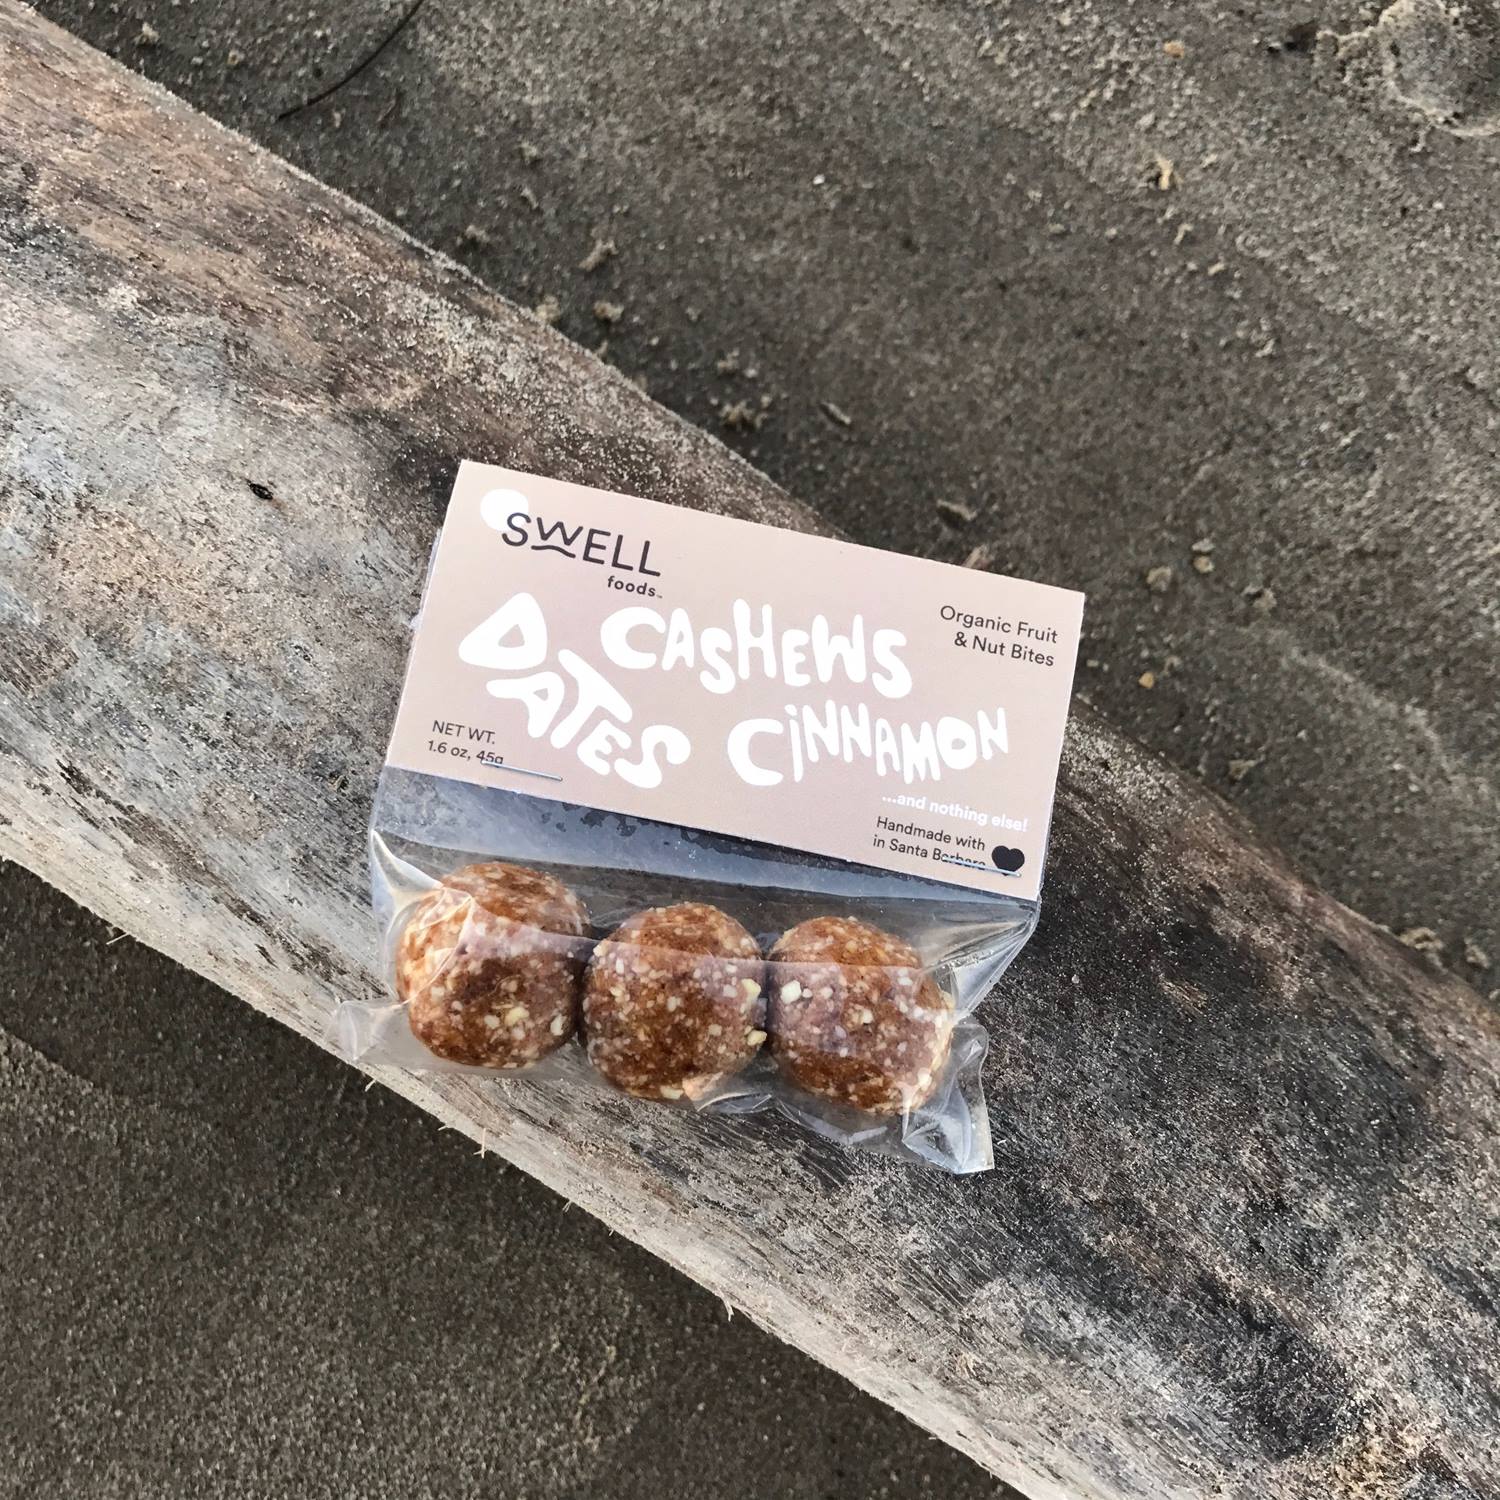 SWELL
foods™
Organic Fruit
& Nut Bites
DATES
CASHEWS
CiNNAMON
NET WT.
1.6 oz, 45g
...and nothing else!
Handmade with
in Santa Barbara